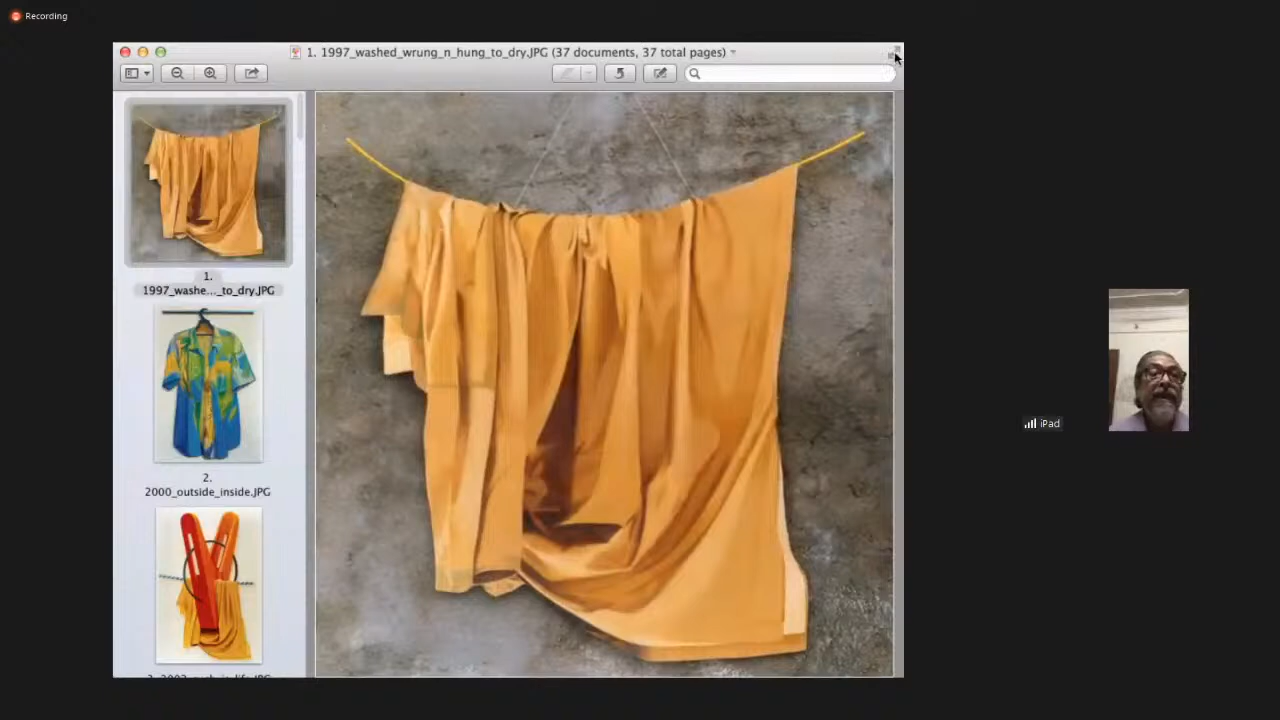 Recording
1. 1997_washed_wrung_n_hung_to_dry.JPG (37 documents, 37 total pages)
1.
1997_washe..._to_dry.JPG
2.
2000_outside_inside.JPG
iPad